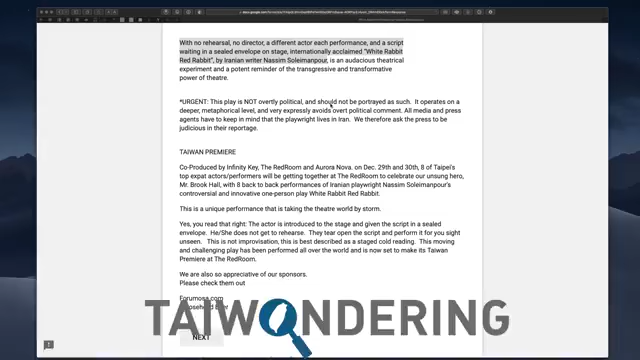 With no rehearsal, no director, a different actor each performance, and a script
waiting in a sealed envelope on stage, internationally acclaimed "White Rabbit
Red Rabbit", by Iranian writer Nassim Soleimanpour, is an audacious theatrical
experiment and a potent reminder of the transgressive and transformative
power of theatre.
*URGENT: This play is NOT overtly political, and should not be portrayed as such. It operates on a
deeper, metaphorical level, and very expressly avoids overt political comment. All media and press
agents have to keep in mind that the playwright lives in Iran. We therefore ask the press to be
judicious in their reportage.
TAIWAN PREMIERE
Co-Produced by Infinity Key, The RedRoom and Aurora Nova. on Dec. 29th and 30th, 8 of Taipei's
top expat actors/performers will be getting together at The RedRoom to celebrate our unsung hero,
Mr. Brook Hall, with 8 back to back performances of Iranian playwright Nassim Soleimanpour's
controversial and innovative one-person play White Rabbit Red Rabbit.
This is a unique performance that is taking the theatre world by storm.
Yes, you read that right: The actor is introduced to the stage and given the script in a sealed
envelope. He/She does not get to rehearse. They tear open the script and perform it for you sight
unseen. This is not improvisation, this is best described as a staged cold reading. This moving
and challenging play has been performed all over the world and is now set to make its Taiwan
Premiere at The RedRoom.
We are also so appreciative of our sponsors.
Please check them out
Forumosa.com
TAIWONDERING
NEXT